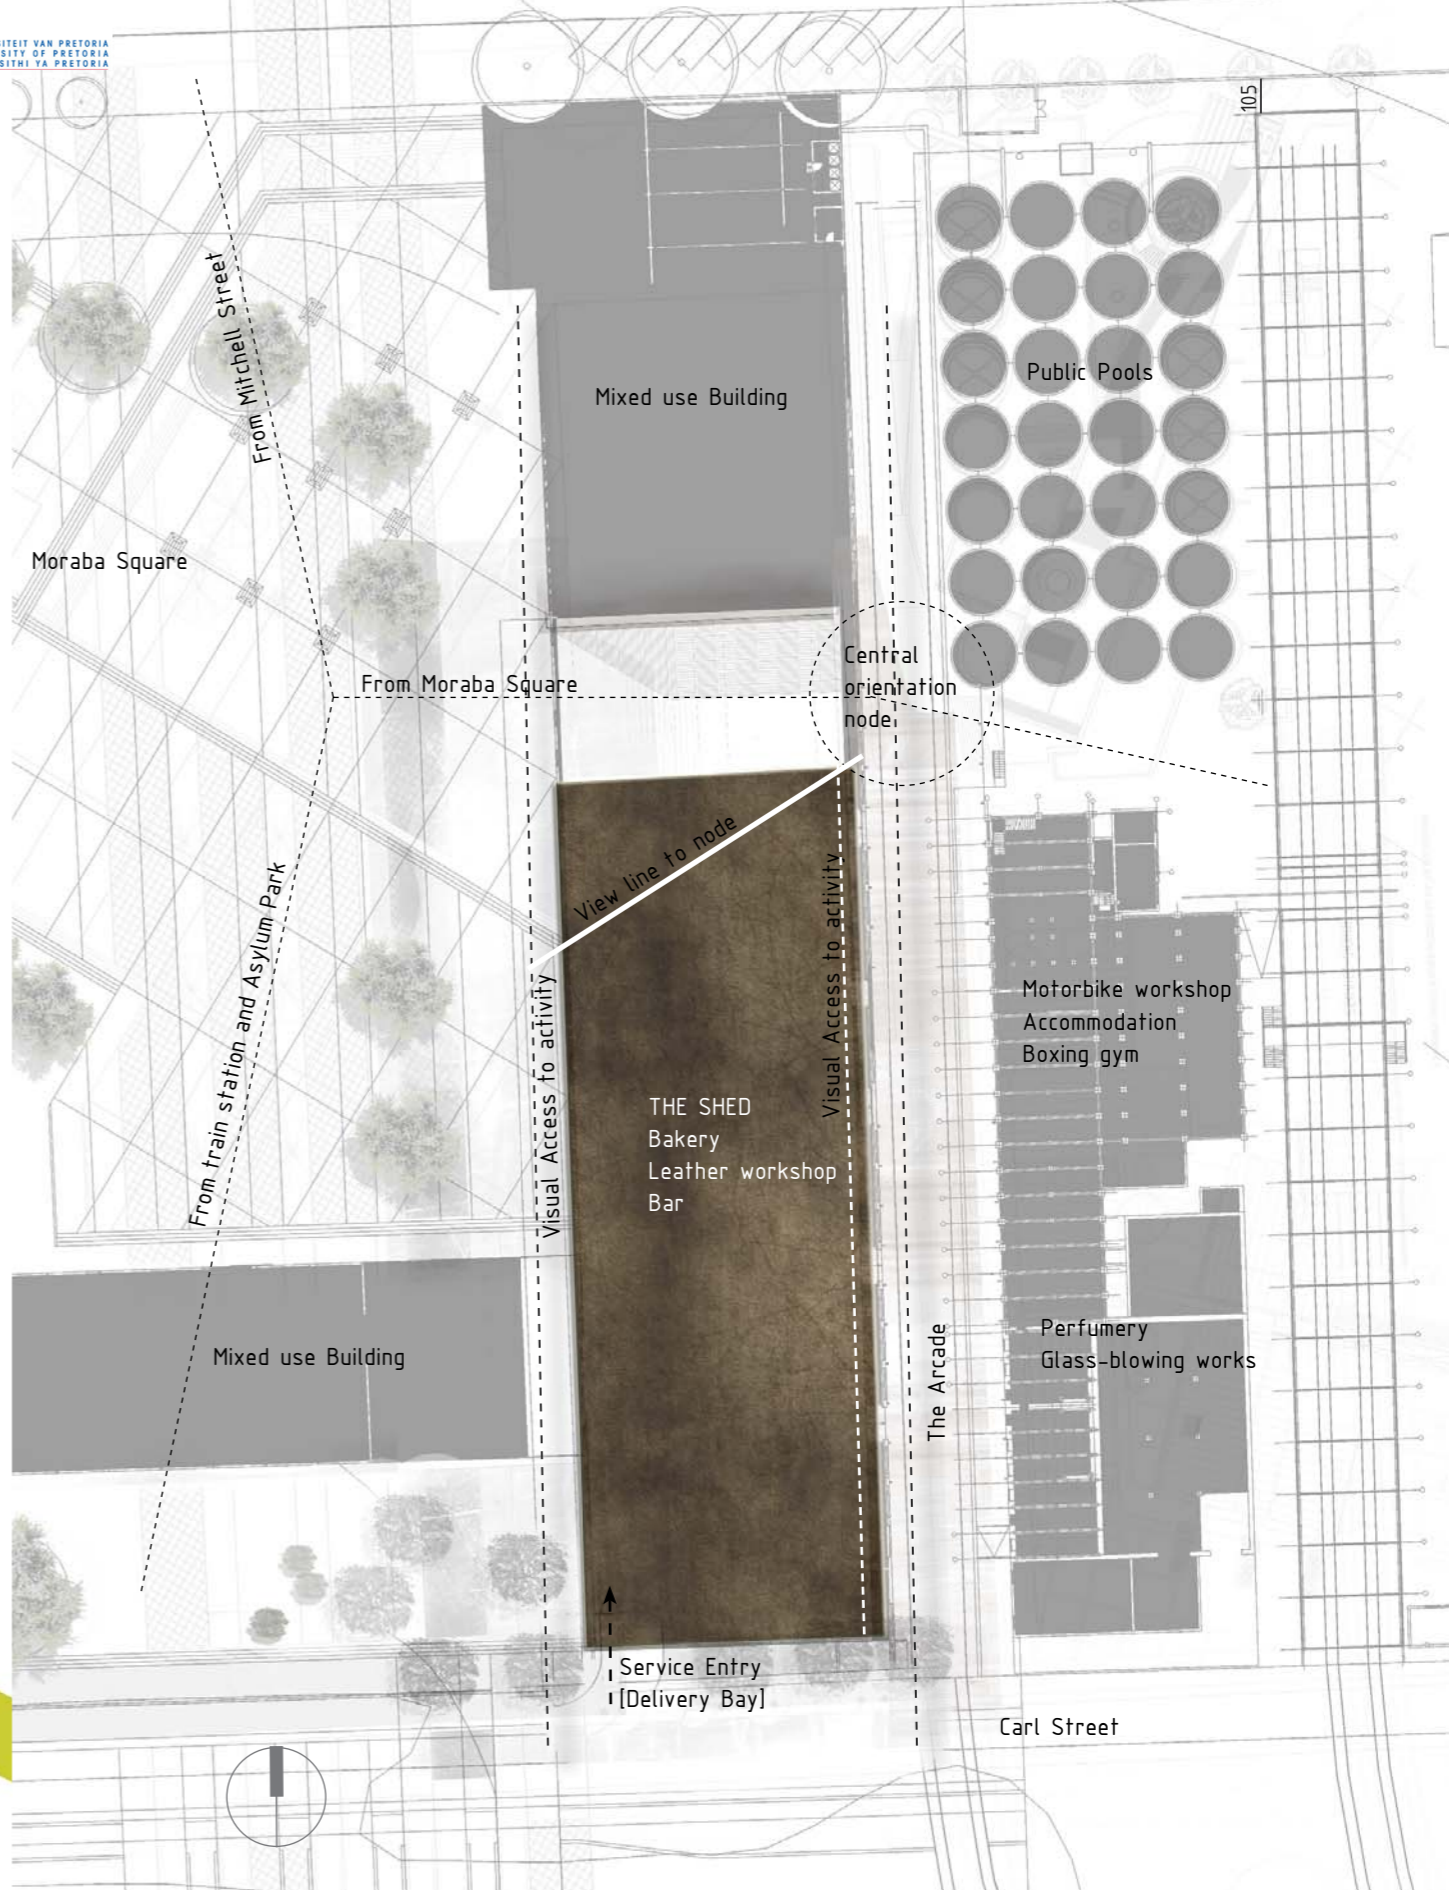 ITEIT VAN PRETORIA
SITY OF PRETORIA
SITHI YA PRETORIA
105
From Mitchell Street
Public Pools
Mixed use Building
Moraba Square
Central
orientation
node
From Moraba Square
View line to node
Visual Access to activity
Visual Access to activity
From train station and Asylum Park
Motorbike workshop
Accommodation
Boxing gym
THE SHED
Bakery
Leather workshop
Bar
Perfumery
Glass-blowing works
The Arcade
Mixed use Building
Service Entry
[Delivery Bay]
Carl Street